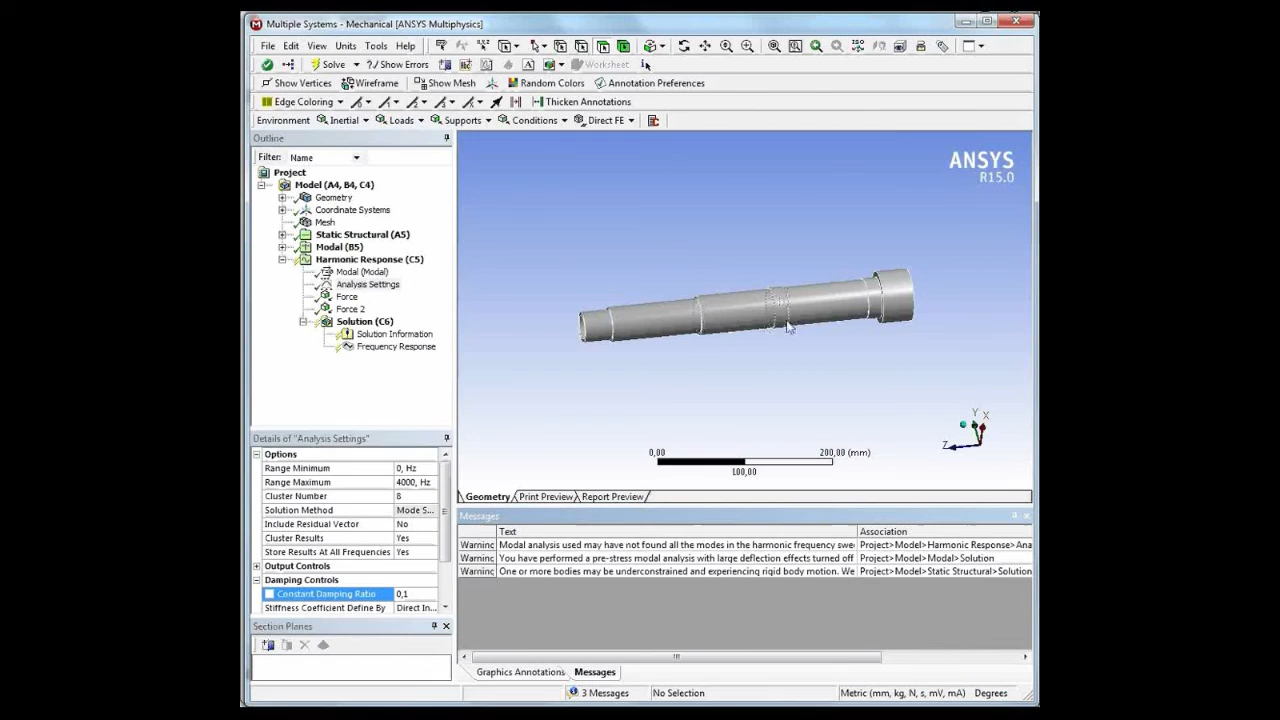 Multiple Systems - Mechanical [ANSYS Multiphysics]
File Edit View Units Tools Help
Solve ?/ Show Errors Worksheet
Show Vertices Wireframe Show Mesh Random Colors Annotation Preferences
Edge Coloring Thicken Annotations
Environment Inertial Loads Supports Conditions Direct FE
Outline
Filter: Name
Project
Model (A4, B4, C4)
Geometry
Coordinate Systems
Mesh
Static Structural (A5)
Modal (B5)
Harmonic Response (C5)
Modal (Modal)
Analysis Settings
Force
Force 2
Solution (C6)
Solution Information
Frequency Response
ANSYS
R15.0
Y X
Z
0,00 200,00 (mm)
100,00
Details of "Analysis Settings"
Options
Range Minimum 0, Hz
Range Maximum 4000, Hz
Cluster Number 8
Solution Method Mode S...
Include Residual Vector No
Cluster Results Yes
Store Results At All Frequencies Yes
Output Controls
Damping Controls
Constant Damping Ratio 0,1
Stiffness Coefficient Define By Direct In...
Section Planes
Geometry Print Preview Report Preview
Messages
Text Association
Warning Modal analysis used may have not found all the modes in the harmonic frequency swe Project>Model>Harmonic Response>Ana
Warning You have performed a pre-stress modal analysis with large deflection effects turned off Project>Model>Modal>Solution
Warning One or more bodies may be underconstrained and experiencing rigid body motion. We Project>Model>Static Structural>Solution
Graphics Annotations Messages
3 Messages No Selection Metric (mm, kg, N, s, mV, mA) Degrees